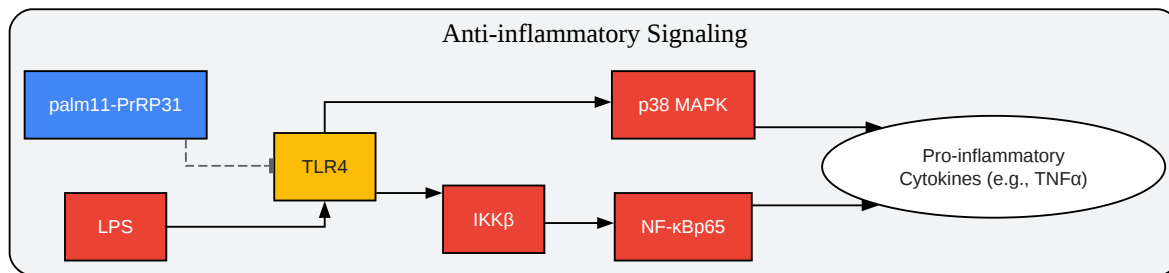 Anti-inflammatory Signaling
palm11-PrRP31
p38 MAPK
TLR4
Pro-inflammatory
Cytokines (e.g., TNFα)
LPS
IKKβ
NF-κBp65